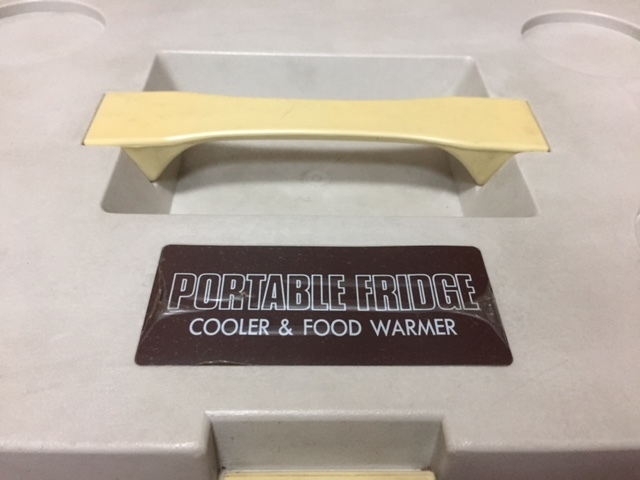 PORTABLE FRIDGE
COOLER & FOOD WARMER